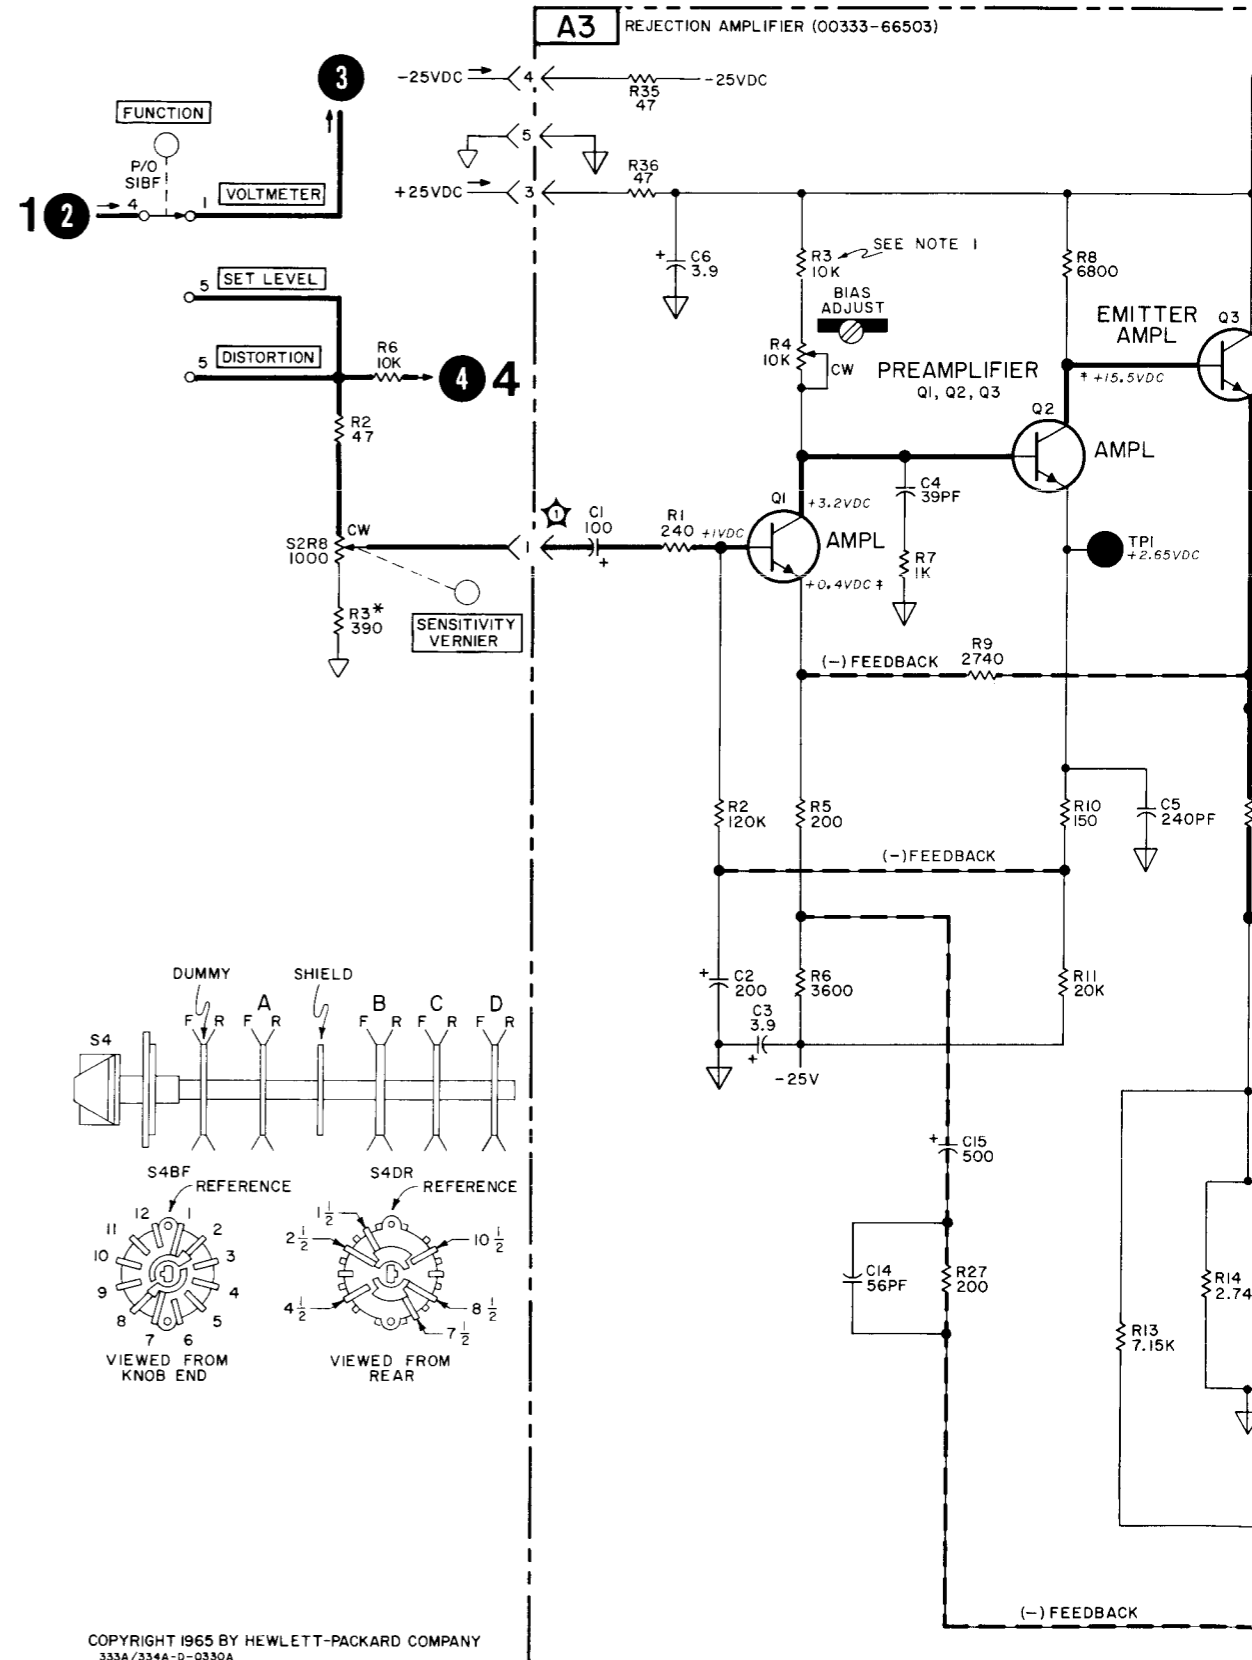 A3 REJECTION AMPLIFIER (00333-66503)
3
-25VDC
4
R35
47
-25VDC
FUNCTION
5
P/O
S1BF
R36
47
+25VDC
3
1 2
4
1
VOLTMETER
C6
3.9
R3
10K
SEE NOTE 1
R8
6800
5
SET LEVEL
BIAS
ADJUST
EMITTER
AMPL
Q3
5
DISTORTION
R6
10K
4 4
R4
10K
CW
PREAMPLIFIER
Q1, Q2, Q3
* +15.5VDC
R2
47
Q2
AMPL
C4
39PF
Q1
+3.2VDC
CW
S2R8
1000
1
1
C1
100
+
R1
240
+1VDC
AMPL
+0.4VDC *
R7
1K
TP1
+2.65VDC
R3*
390
SENSITIVITY
VERNIER
(-) FEEDBACK
R9
2740
R2
120K
R5
200
R10
150
C5
240PF
(-) FEEDBACK
+
C2
200
R6
3600
R11
20K
C3
3.9
+
-25V
DUMMY
SHIELD
S4
F R
A
F R
B
F R
C
F R
D
F R
+
C15
500
S4BF
REFERENCE
12 1
11 2
10 3
9 4
8 5
7 6
VIEWED FROM
KNOB END
S4DR
REFERENCE
1 1/2
2 1/2
10 1/2
4 1/2
8 1/2
7 1/2
VIEWED FROM
REAR
C14
56PF
R27
200
R14
2.74
R13
7.15K
(-) FEEDBACK
COPYRIGHT 1965 BY HEWLETT-PACKARD COMPANY
333A/334A-D-0330A